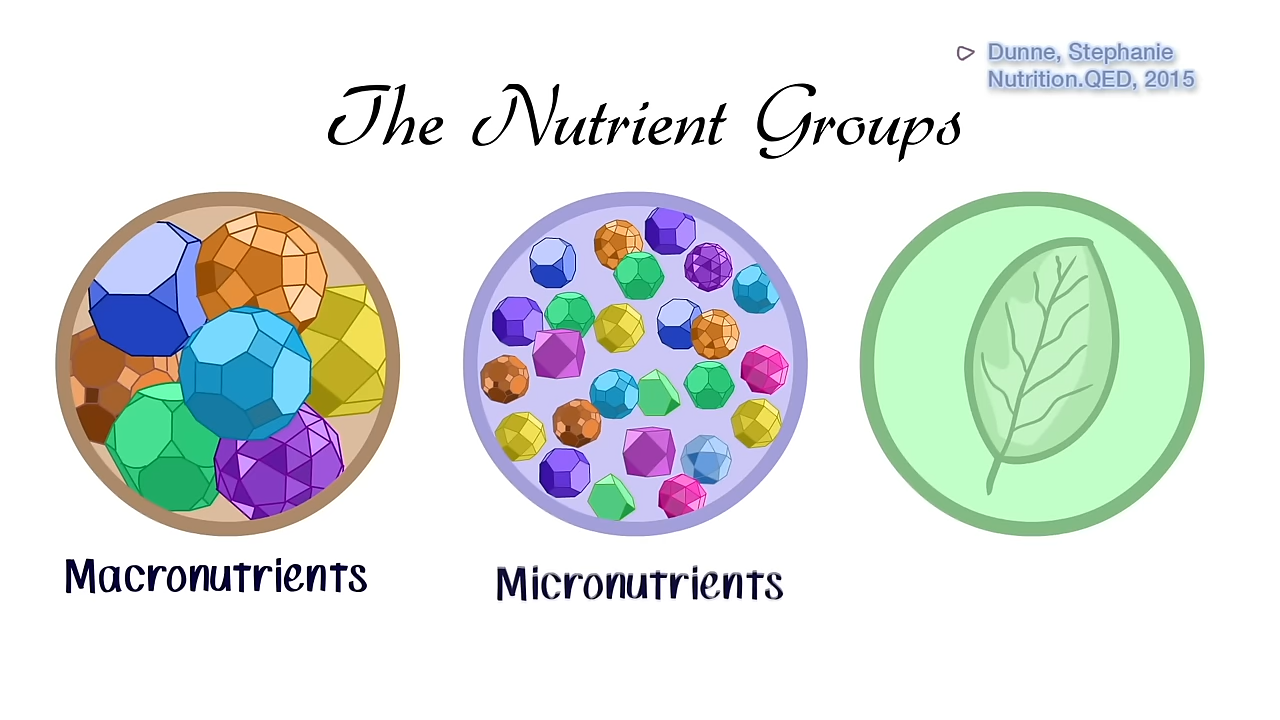 Dunne, Stephanie
Nutrition.QED, 2015
The Nutrient Groups
Macronutrients
Micronutrients